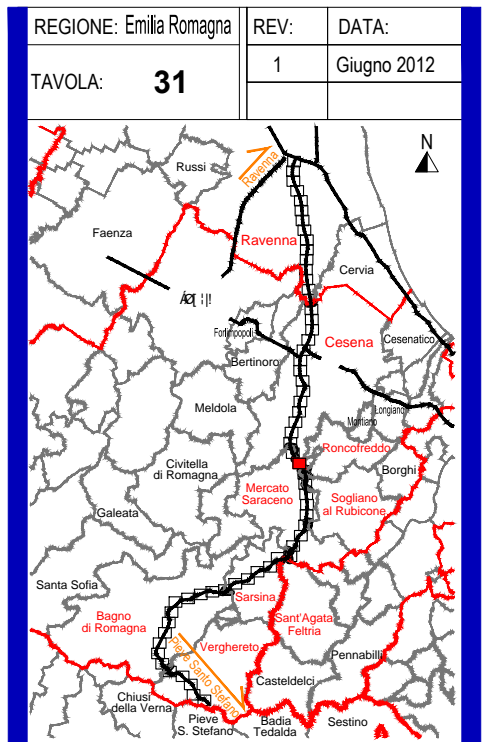 REGIONE: Emilia Romagna
REV:
DATA:
TAVOLA: 31
1
Giugno 2012
N
Russi
Ravenna
Faenza
Ravenna
Cervia
Forlimpopoli
Cesena
Cesenatico
Bertinoro
Meldola
Longiano
Montiano
Roncofreddo
Civitella
di Romagna
Borghi
Mercato
Saraceno
Sogliano
al Rubicone
Galeata
Santa Sofia
Sarsina
Bagno
di Romagna
Sant'Agata
Feltria
Verghereto
Pieve Santo Stefano
Pennabilli
Casteldelci
Chiusi
della Verna
Pieve
S. Stefano
Badia
Tedalda
Sestino